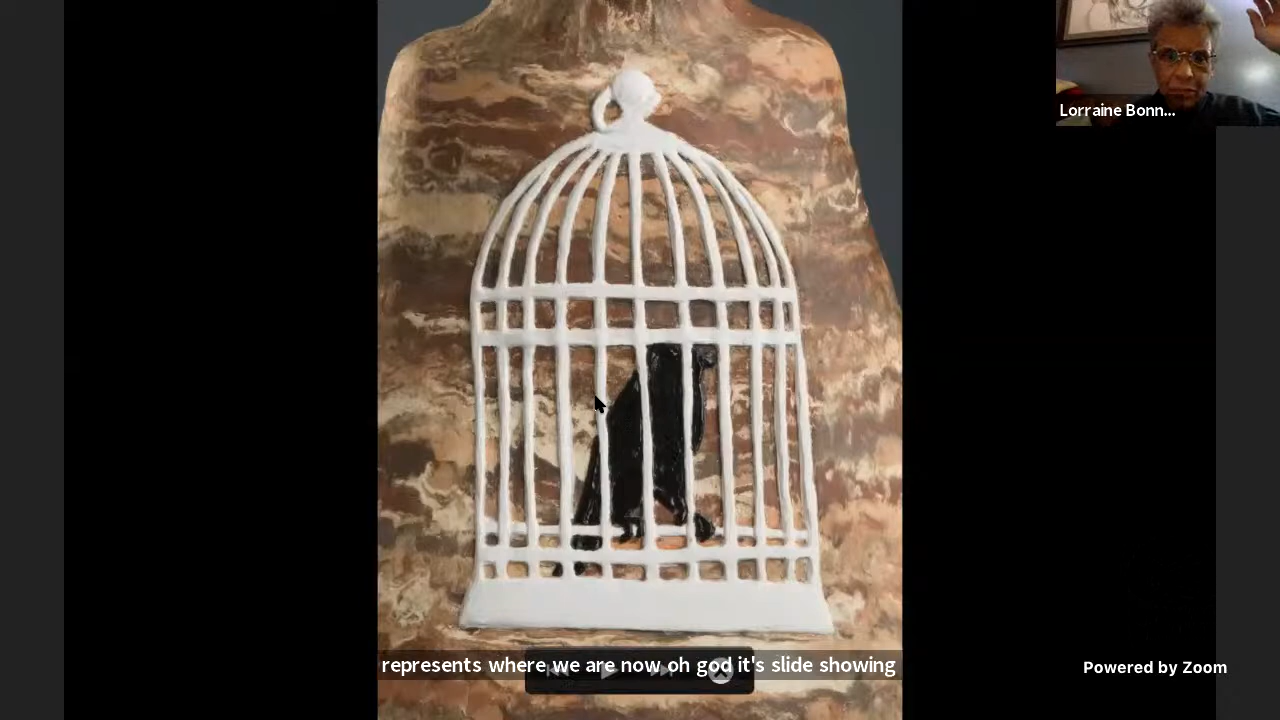 Lorraine Bonn...
represents where we are now oh god it's slide showing
Powered by Zoom